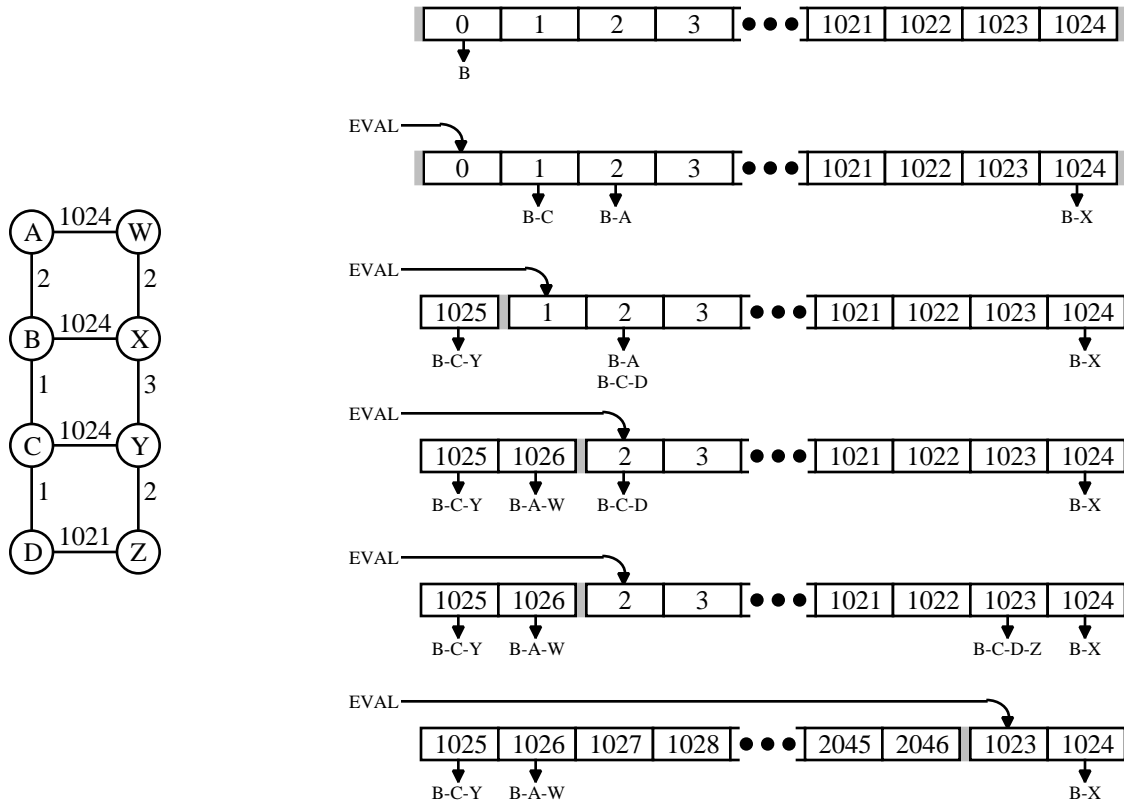 0 1 2 3 1021 1022 1023 1024
B
EVAL
0 1 2 3 1021 1022 1023 1024
B-C B-A B-X
EVAL
1025 1 2 3 1021 1022 1023 1024
B-C-Y B-A B-X
B-C-D
EVAL
1025 1026 2 3 1021 1022 1023 1024
B-C-Y B-A-W B-C-D B-X
EVAL
1025 1026 2 3 1021 1022 1023 1024
B-C-Y B-A-W B-C-D-Z B-X
EVAL
1025 1026 1027 1028 2045 2046 1023 1024
B-C-Y B-A-W B-X
A 1024 W
2 2
B 1024 X
1 3
C 1024 Y
1 2
D 1021 Z